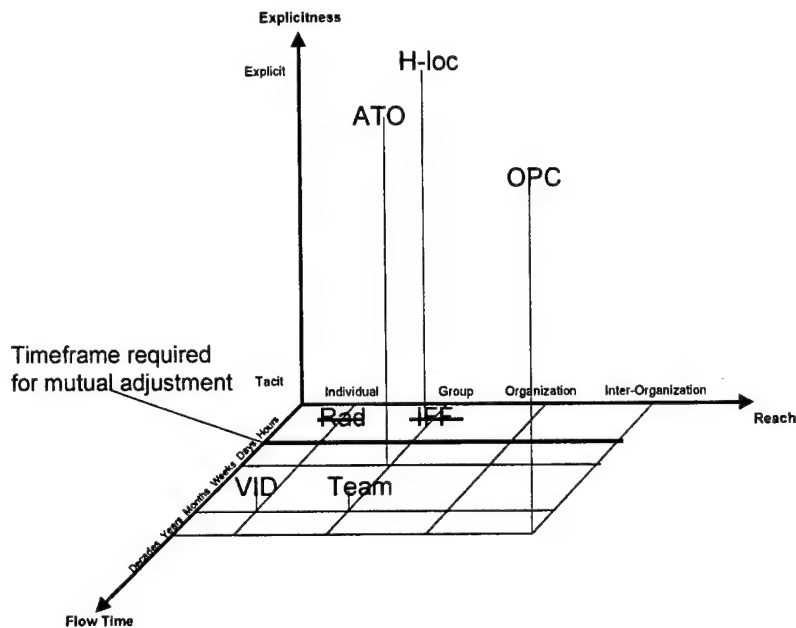 Explicitness
Explicit
H-loc
ATO
OPC
Timeframe required
for mutual adjustment
Tacit
Individual
Group
Organization
Inter-Organization
Reach
Rad
IFF
Hours
Days
Weeks
Months
Years
Decades
VID
Team
Flow Time